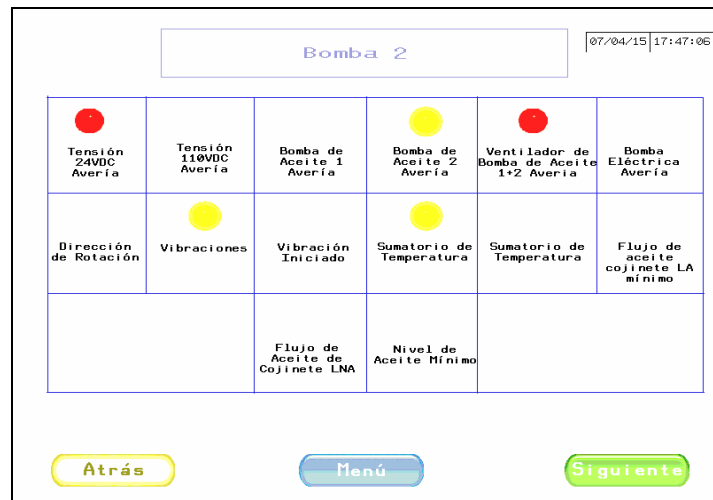 Bomba 2
07/04/15 17:47:06
Tensión
24VDC
Avería
Tensión
110VDC
Avería
Bomba de
Aceite 1
Avería
Bomba de
Aceite 2
Avería
Ventilador de
Bomba de Aceite
1+2 Averia
Bomba
Eléctrica
Avería
Dirección
de Rotación
Vibraciones
Vibración
Iniciado
Sumatorio de
Temperatura
Sumatorio de
Temperatura
Flujo de
aceite
cojinete LA
mínimo
Flujo de
Aceite de
Cojinete LNA
Nivel de
Aceite Mínimo
Atrás
Menú
Siguiente